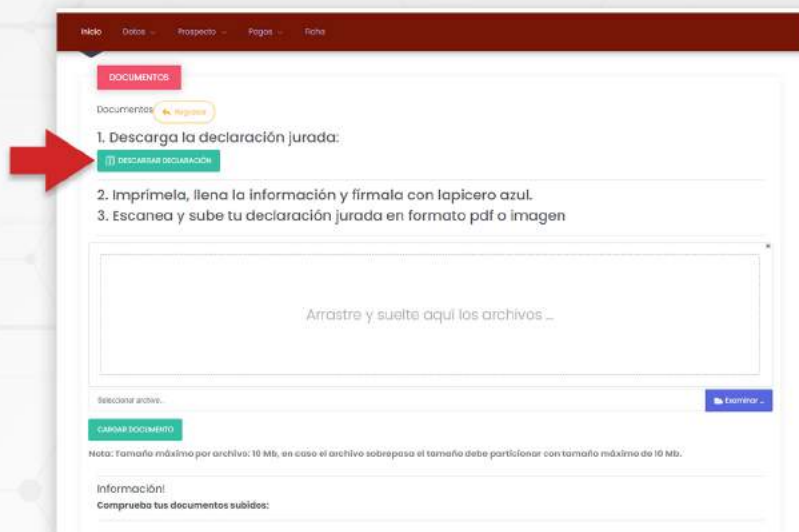 Inicio Datos Prospecto Pagos Ficha
DOCUMENTOS
Documentos Regresar
1. Descarga la declaración jurada:
DESCARGAR DECLARACIÓN
2. Imprímela, llena la información y fírmala con lapicero azul.
3. Escanea y sube tu declaración jurada en formato pdf o imagen
Arrastre y suelte aquí los archivos ...
Seleccionar archivo... Examinar ...
CARGAR DOCUMENTO
Nota: Tamaño máximo por archivo: 10 Mb, en caso el archivo sobrepasa el tamaño debe particionar con tamaño máximo de 10 Mb.
Información!
Comprueba tus documentos subidos: